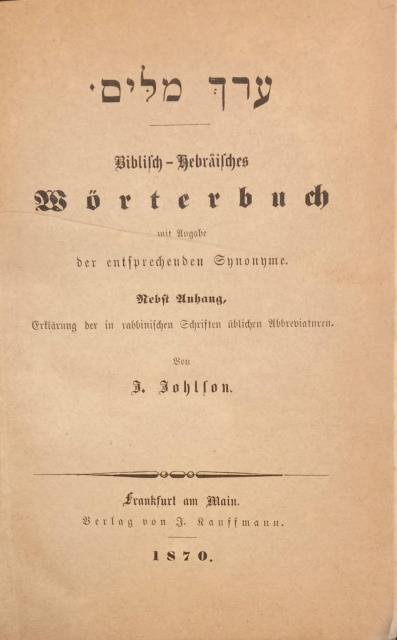 ערך מלים.
Biblisch-Hebräisches
Wörterbuch
mit Angabe
der entsprechenden Synonyme.
Nebst Anhang,
Erklärung der in rabbinischen Schriften üblichen Abbreviaturen.
Von
J. Johlson.
Frankfurt am Main.
Verlag von J. Kauffmann.
1870.